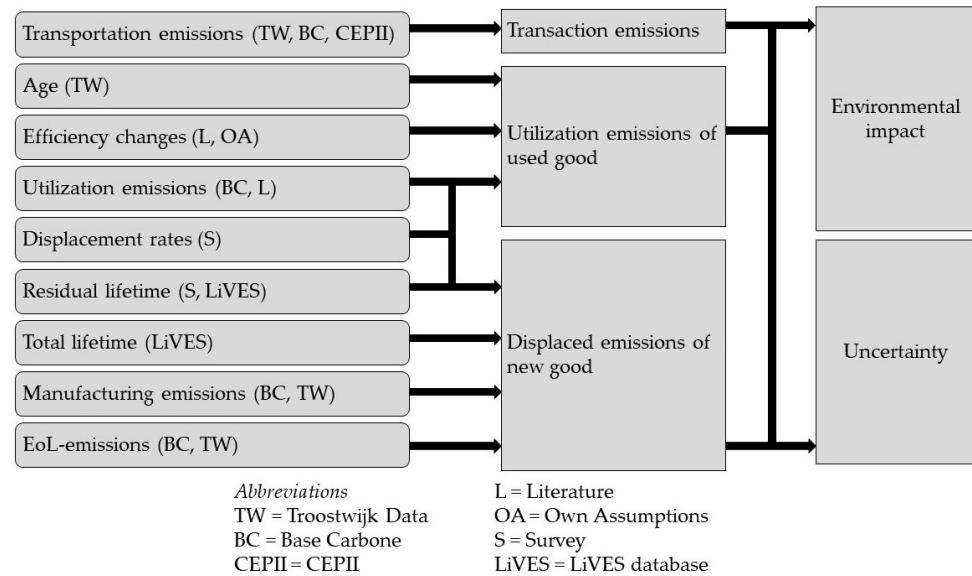 Transportation emissions (TW, BC, CEPII)
Age (TW)
Efficiency changes (L, OA)
Utilization emissions (BC, L)
Displacement rates (S)
Residual lifetime (S, LiVES)
Total lifetime (LiVES)
Manufacturing emissions (BC, TW)
EoL-emissions (BC, TW)
Transaction emissions
Utilization emissions of
used good
Displaced emissions of
new good
Environmental
impact
Uncertainty
Abbreviations
TW = Troostwijk Data
BC = Base Carbone
CEPII = CEPII
L = Literature
OA = Own Assumptions
S = Survey
LiVES = LiVES database